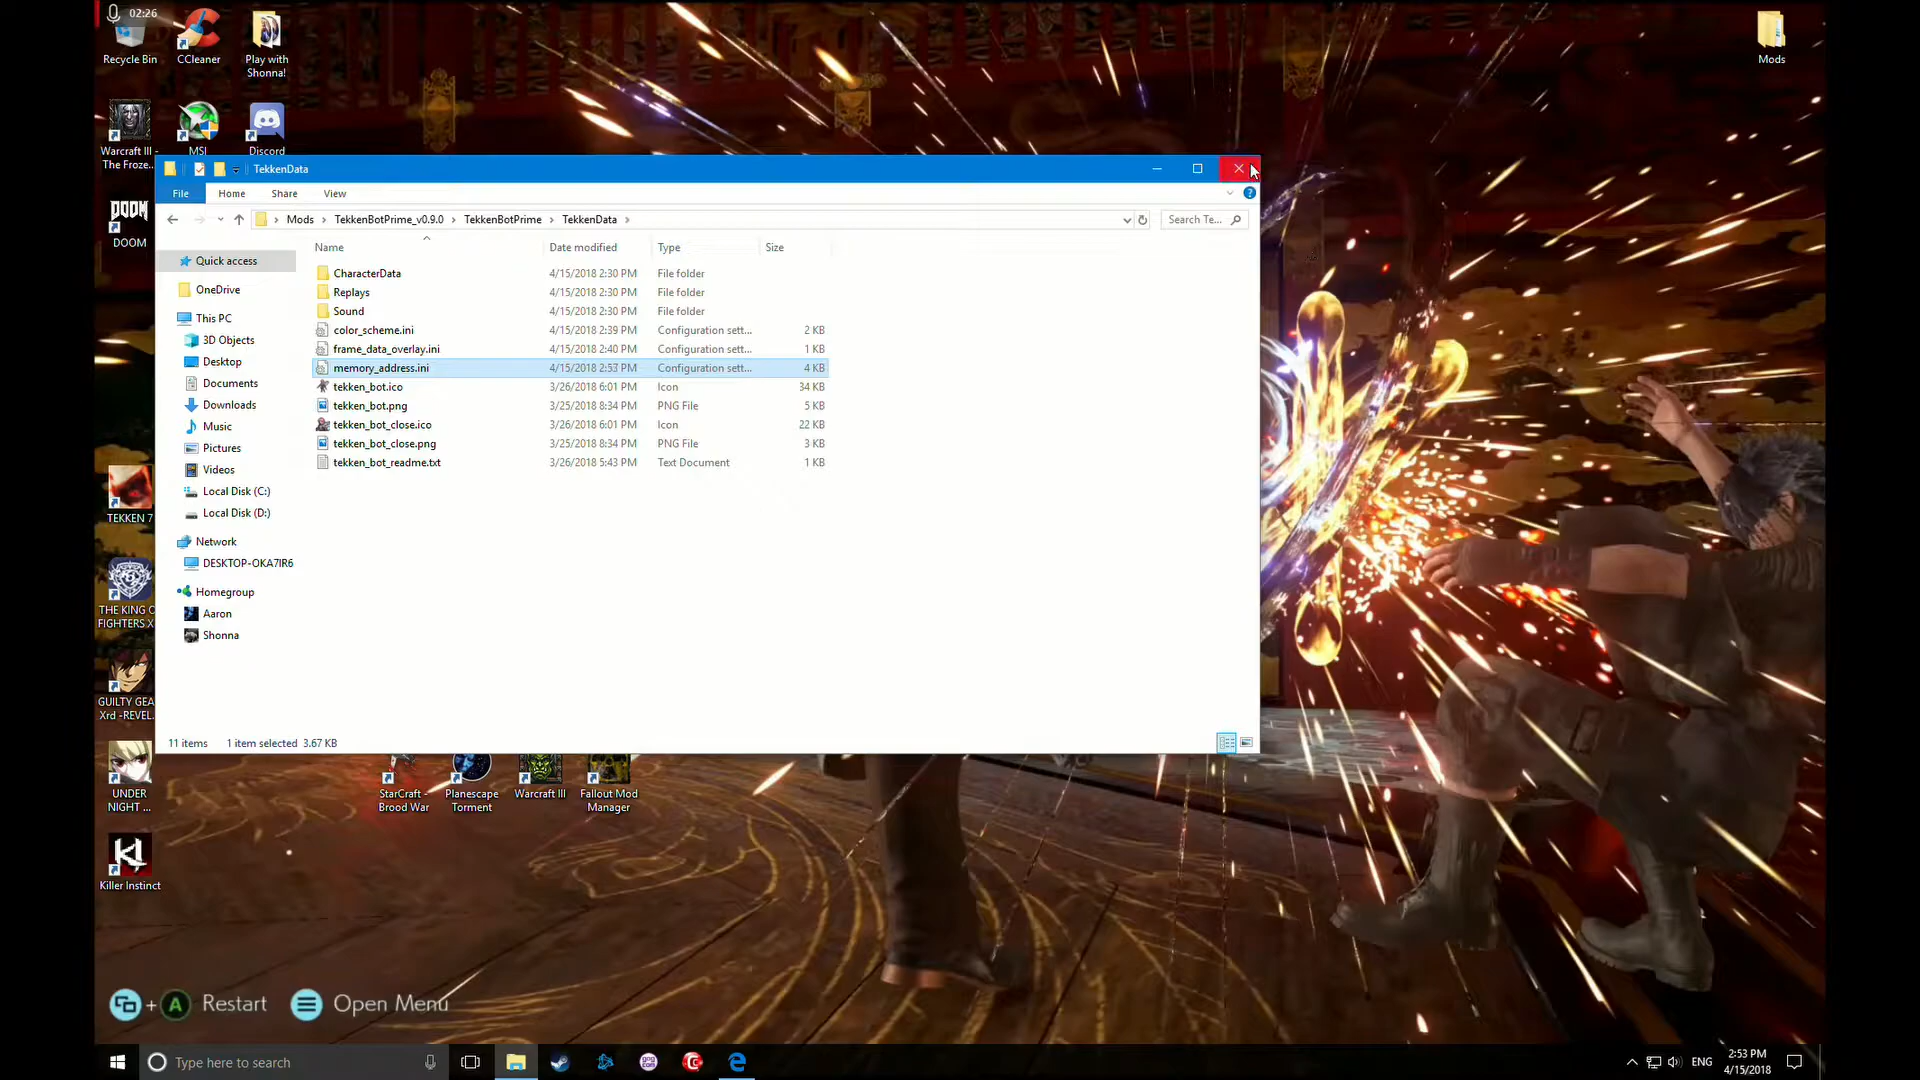 02:26
Recycle Bin
CCleaner
Play with
Shonna!
Mods
Warcraft III -
The Froze...
MSI
Discord
DOOM
TEKKEN 7
THE KING O
FIGHTERS X
GUILTY GEA
Xrd -REVEL
UNDER
NIGHT ...
Killer Instinct
TekkenData
File
Home
Share
View
Mods
TekkenBotPrime_v0.9.0
TekkenBotPrime
TekkenData
Search Te...
Name
Date modified
Type
Size
Quick access
OneDrive
This PC
3D Objects
Desktop
Documents
Downloads
Music
Pictures
Videos
Local Disk (C:)
Local Disk (D:)
Network
DESKTOP-OKA7IR6
Homegroup
Aaron
Shonna
CharacterData 4/15/2018 2:30 PM File folder
Replays 4/15/2018 2:30 PM File folder
Sound 4/15/2018 2:30 PM File folder
color_scheme.ini 4/15/2018 2:39 PM Configuration sett... 2 KB
frame_data_overlay.ini 4/15/2018 2:40 PM Configuration sett... 1 KB
memory_address.ini 4/15/2018 2:53 PM Configuration sett... 4 KB
tekken_bot.ico 3/26/2018 6:01 PM Icon 34 KB
tekken_bot.png 3/25/2018 8:34 PM PNG File 5 KB
tekken_bot_close.ico 3/26/2018 6:01 PM Icon 22 KB
tekken_bot_close.png 3/25/2018 8:34 PM PNG File 3 KB
tekken_bot_readme.txt 3/26/2018 5:43 PM Text Document 1 KB
11 items 1 item selected 3.67 KB
StarCraft -
Brood War
Planescape
Torment
Warcraft III
Fallout Mod
Manager
+ A Restart
Open Menu
Type here to search
ENG
2:53 PM
4/15/2018